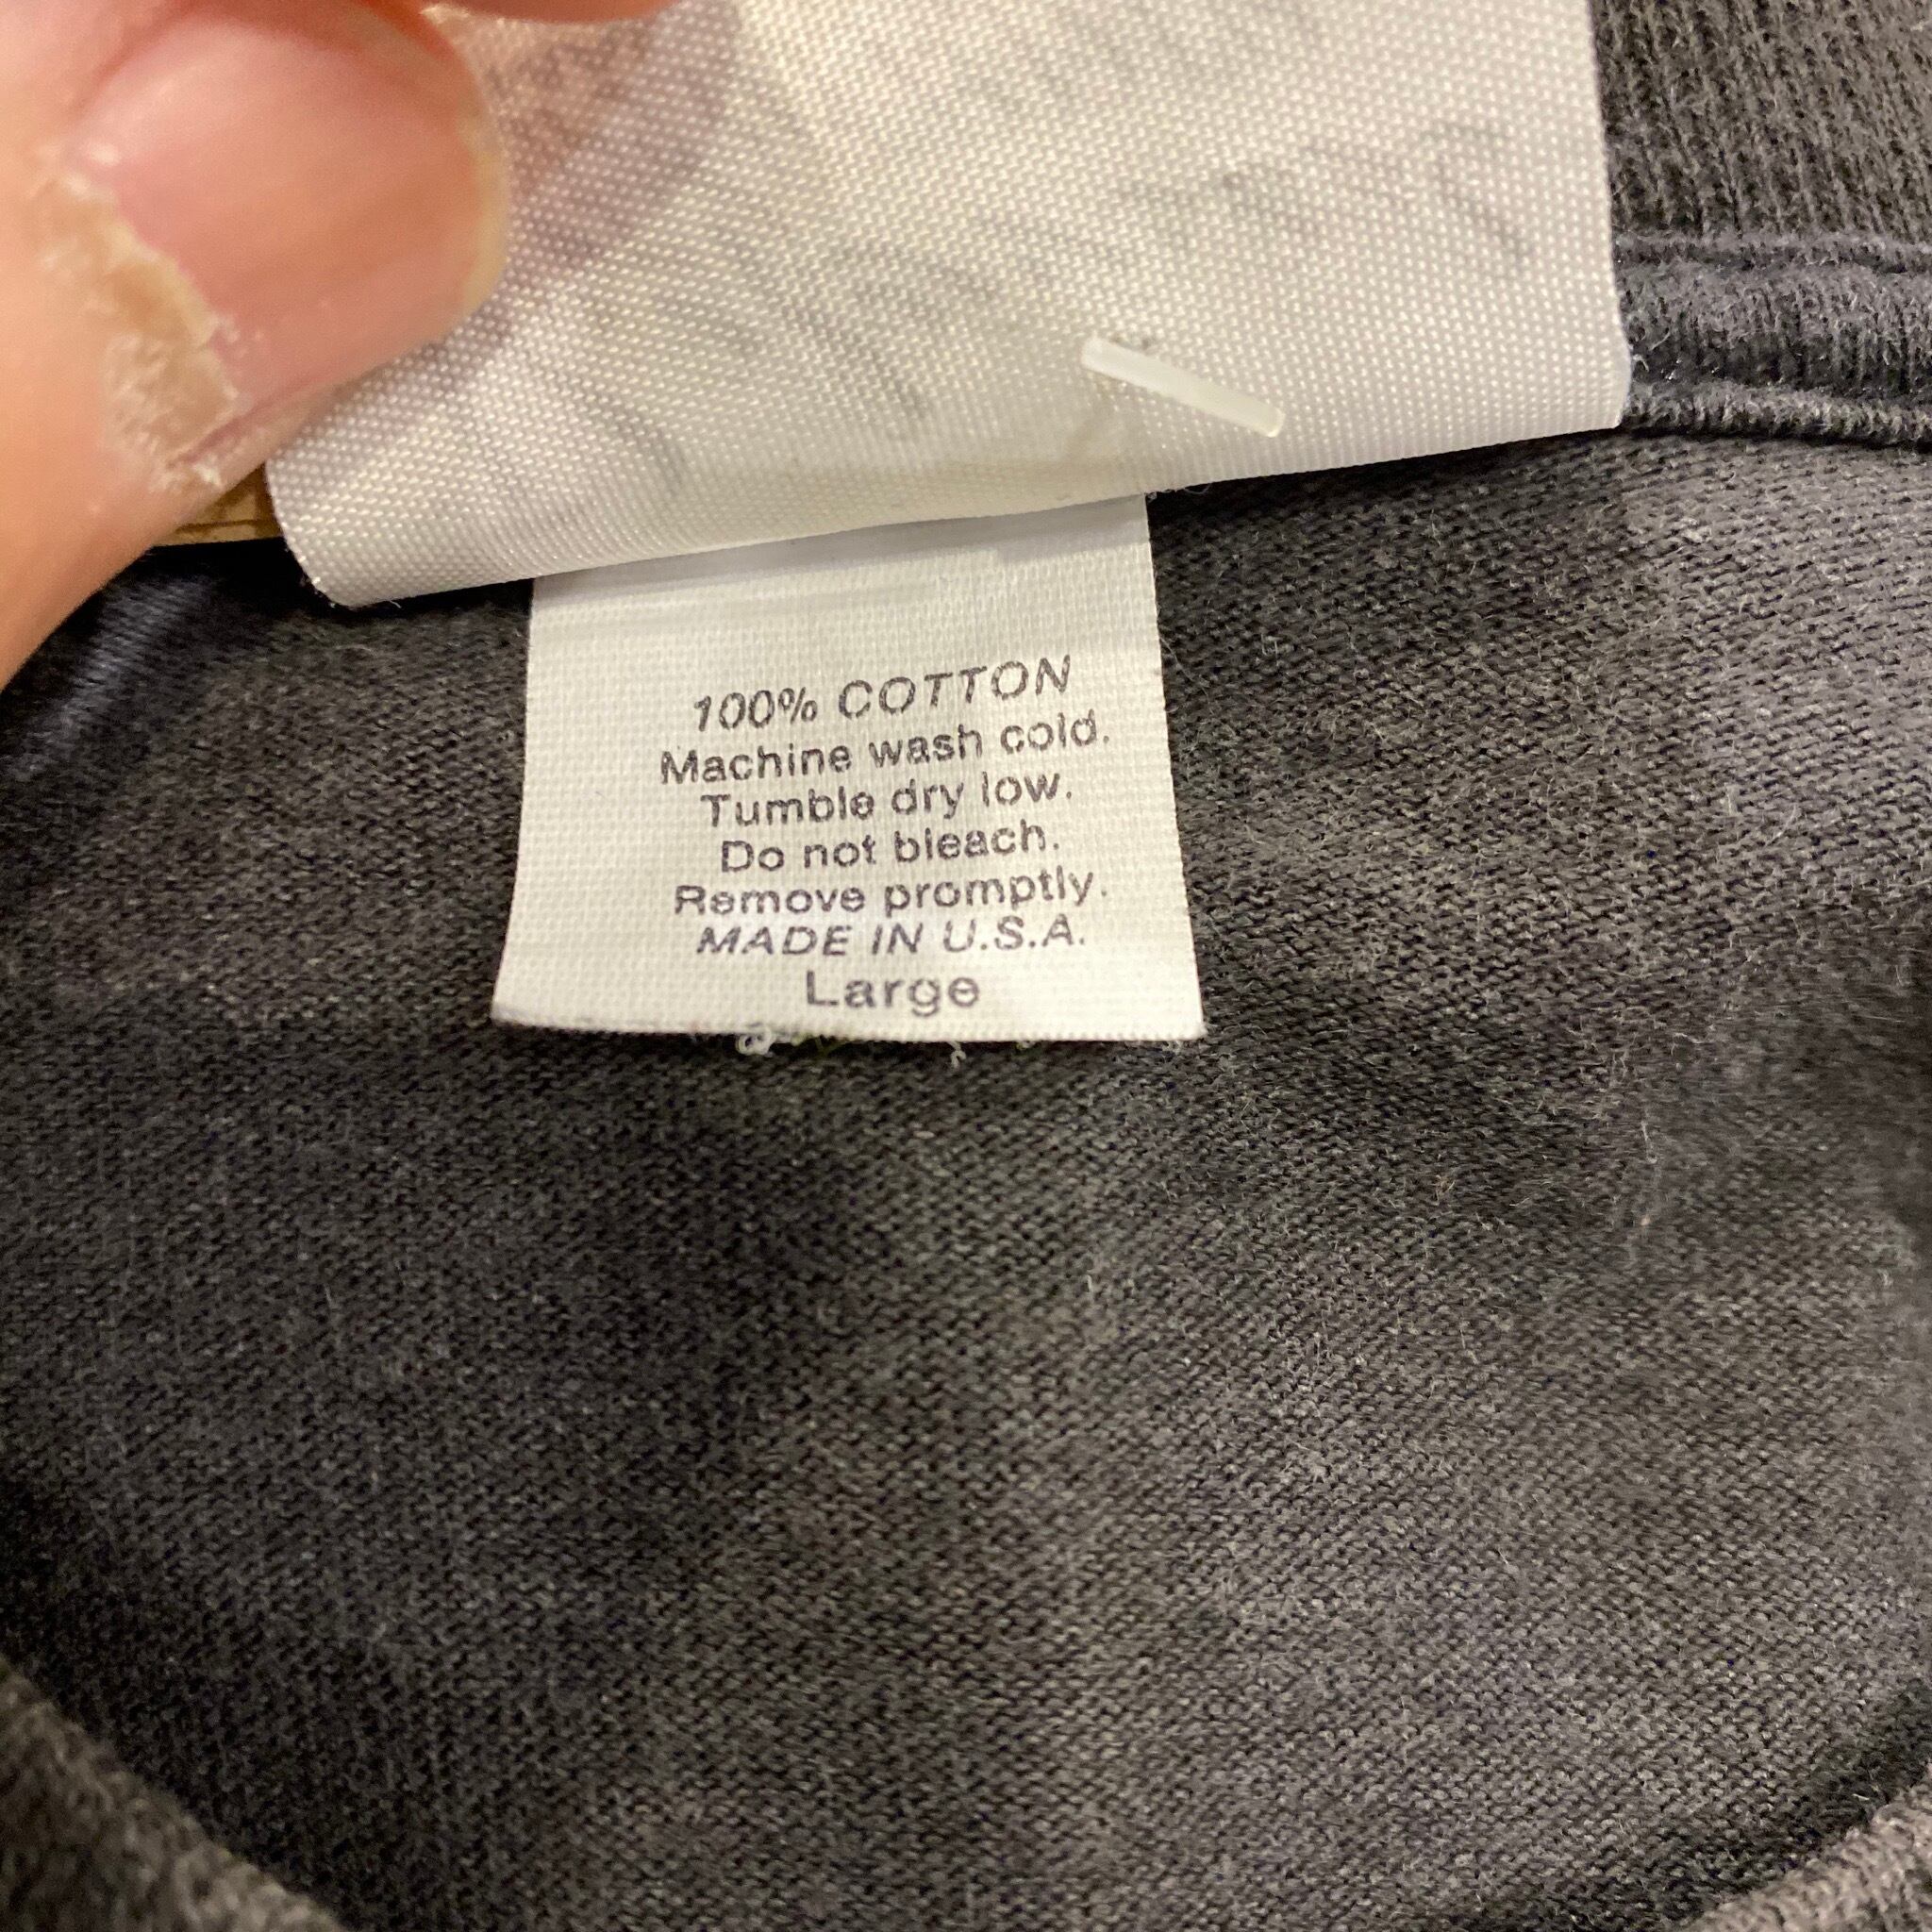 100% COTTON
Machine wash cold.
Tumble dry low.
Do not bleach.
Remove promptly.
MADE IN U.S.A.
Large